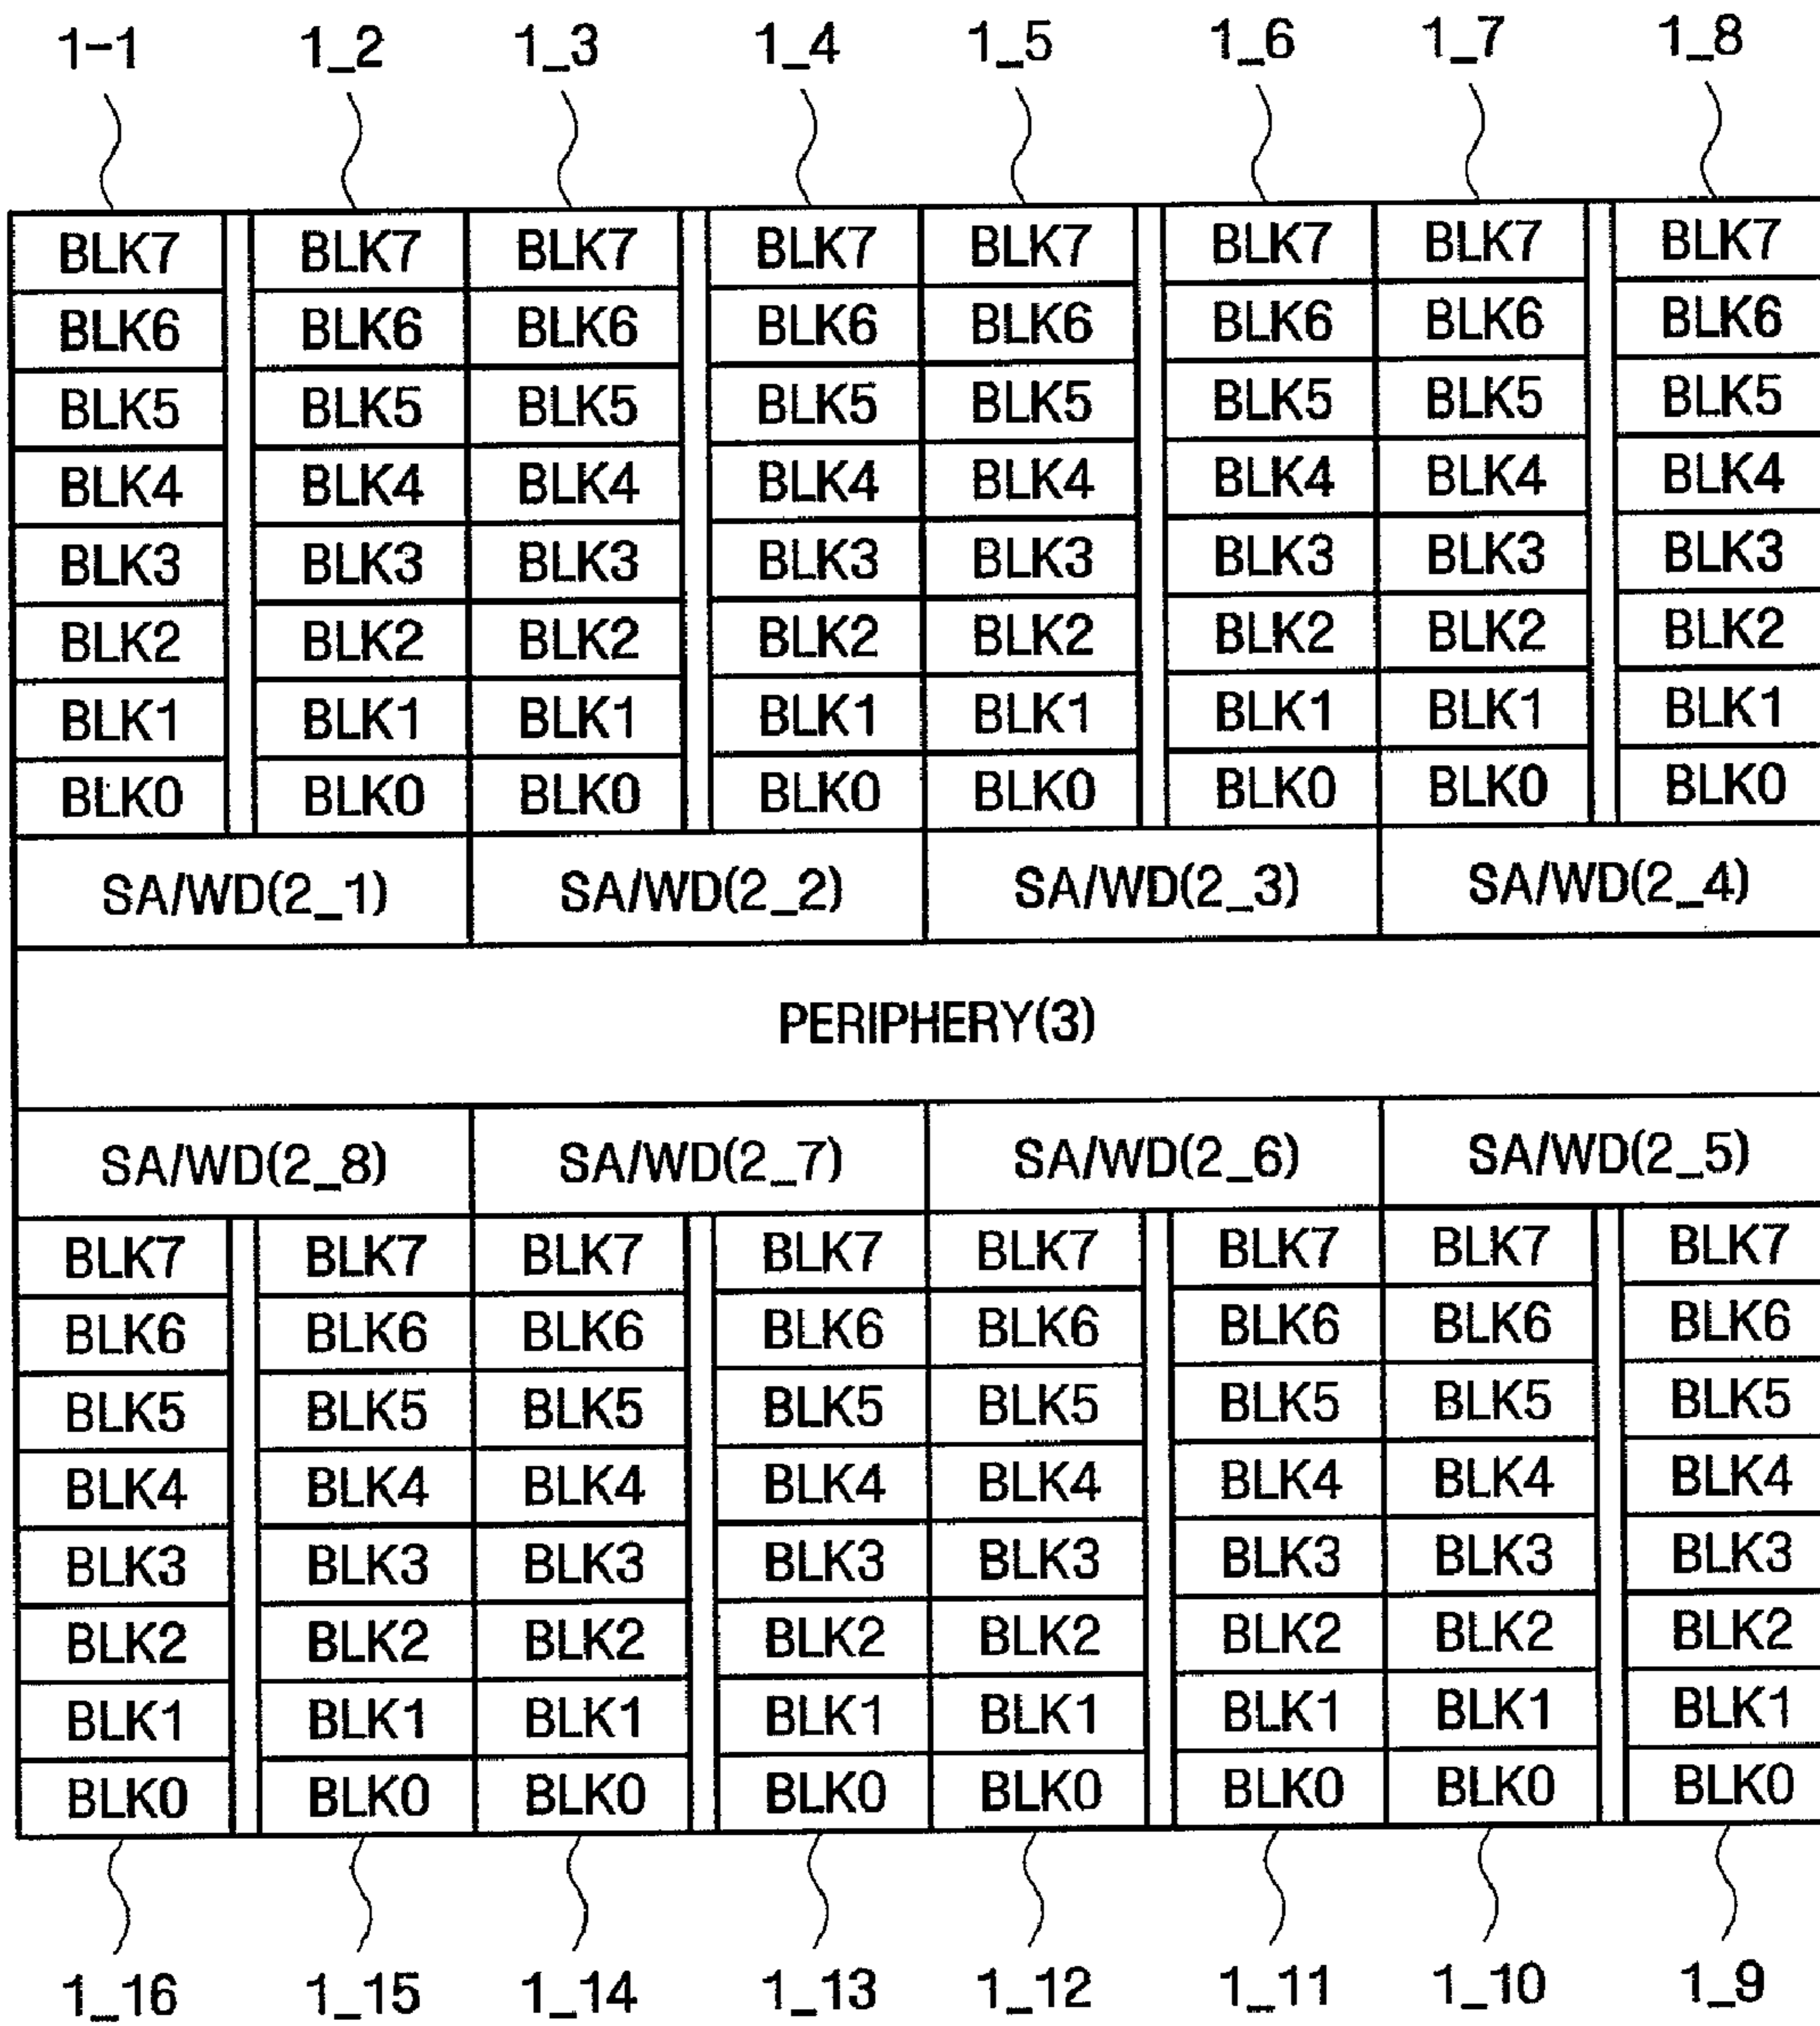 1-1 1_2 1_3 1_4 1_5 1_6 1_7 1_8
BLK7 BLK7 BLK7 BLK7 BLK7 BLK7 BLK7 BLK7
BLK6 BLK6 BLK6 BLK6 BLK6 BLK6 BLK6 BLK6
BLK5 BLK5 BLK5 BLK5 BLK5 BLK5 BLK5 BLK5
BLK4 BLK4 BLK4 BLK4 BLK4 BLK4 BLK4 BLK4
BLK3 BLK3 BLK3 BLK3 BLK3 BLK3 BLK3 BLK3
BLK2 BLK2 BLK2 BLK2 BLK2 BLK2 BLK2 BLK2
BLK1 BLK1 BLK1 BLK1 BLK1 BLK1 BLK1 BLK1
BLK0 BLK0 BLK0 BLK0 BLK0 BLK0 BLK0 BLK0
SA/WD(2_1) SA/WD(2_2) SA/WD(2_3) SA/WD(2_4)
PERIPHERY(3)
SA/WD(2_8) SA/WD(2_7) SA/WD(2_6) SA/WD(2_5)
BLK7 BLK7 BLK7 BLK7 BLK7 BLK7 BLK7 BLK7
BLK6 BLK6 BLK6 BLK6 BLK6 BLK6 BLK6 BLK6
BLK5 BLK5 BLK5 BLK5 BLK5 BLK5 BLK5 BLK5
BLK4 BLK4 BLK4 BLK4 BLK4 BLK4 BLK4 BLK4
BLK3 BLK3 BLK3 BLK3 BLK3 BLK3 BLK3 BLK3
BLK2 BLK2 BLK2 BLK2 BLK2 BLK2 BLK2 BLK2
BLK1 BLK1 BLK1 BLK1 BLK1 BLK1 BLK1 BLK1
BLK0 BLK0 BLK0 BLK0 BLK0 BLK0 BLK0 BLK0
1_16 1_15 1_14 1_13 1_12 1_11 1_10 1_9